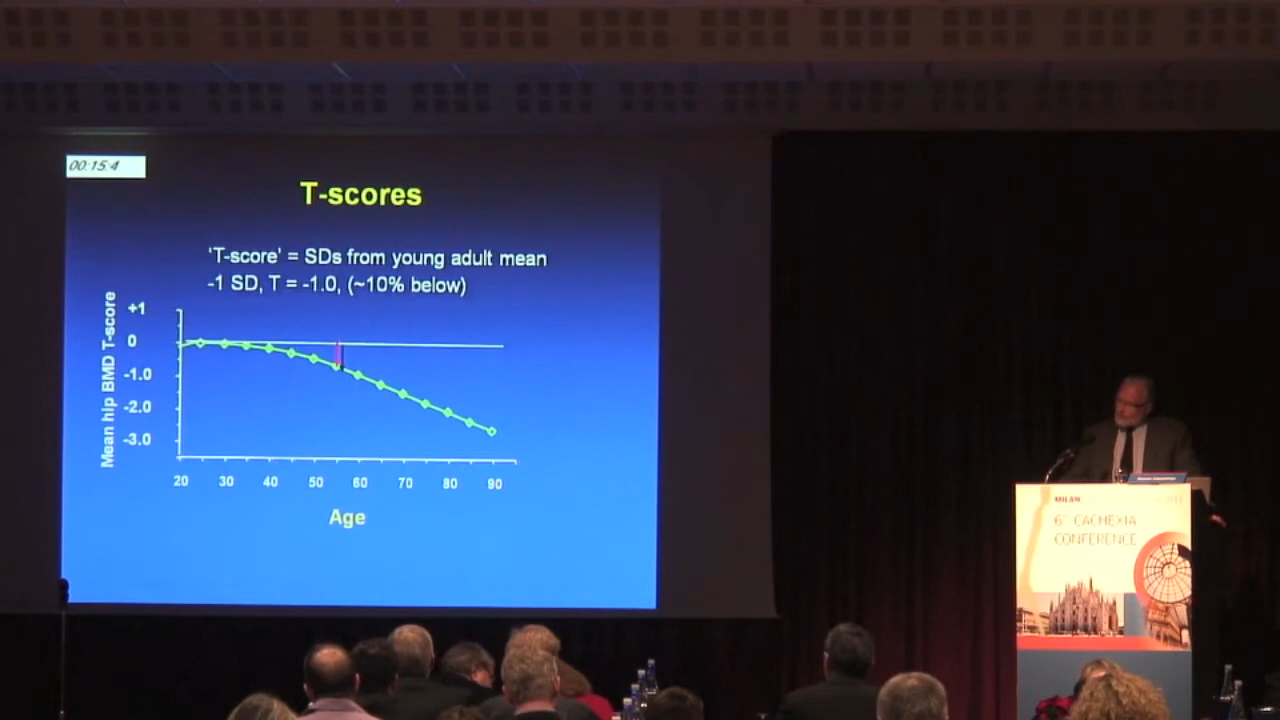 00:15:4
T-scores
‘T-score’ = SDs from young adult mean
-1 SD, T = -1.0, (~10% below)
Mean hip BMD T-score
+1
0
-1.0
-2.0
-3.0
20 30 40 50 60 70 80 90
Age
MILAN
6th CACHEXIA
CONFERENCE